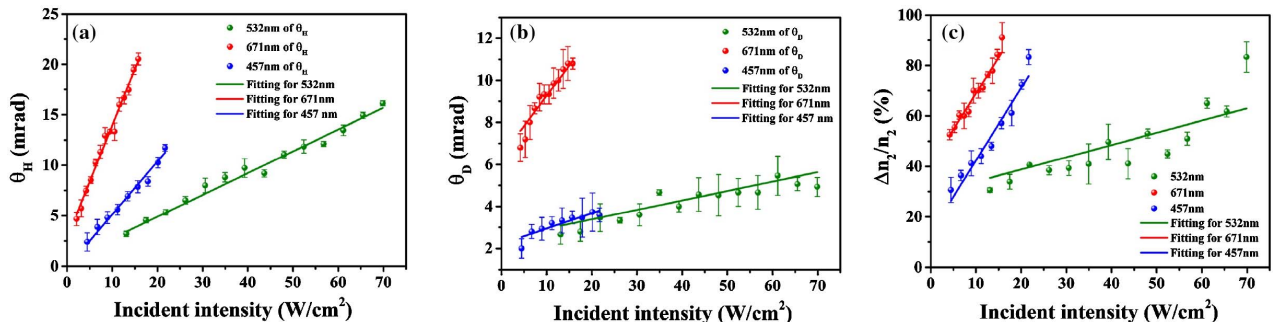 (a)
532nm of θH
671nm of θH
457nm of θH
Fitting for 532nm
Fitting for 671nm
Fitting for 457 nm
θH (mrad)
25
20
15
10
5
0
0 10 20 30 40 50 60 70
Incident intensity (W/cm2)
(b)
532nm of θD
671nm of θD
457nm of θD
Fitting for 532nm
Fitting for 671nm
Fitting for 457 nm
θD (mrad)
12
10
8
6
4
2
0 10 20 30 40 50 60 70
Incident intensity (W/cm2)
(c)
532nm
671nm
457nm
Fitting for 532nm
Fitting for 671nm
Fitting for 457nm
Δn2/n2 (%)
100
80
60
40
20
0
0 10 20 30 40 50 60 70
Incident intensity (W/cm2)